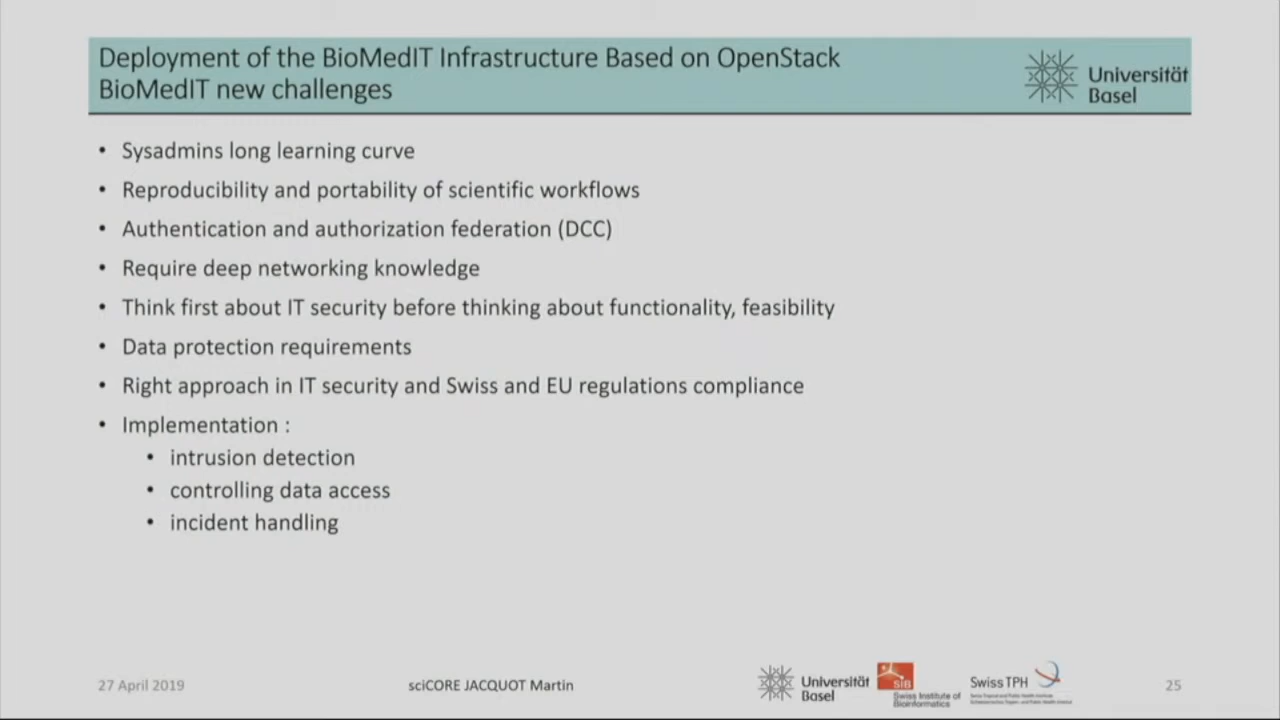 Deployment of the BioMedIT Infrastructure Based on OpenStack
BioMedIT new challenges
Universität
Basel
• Sysadmins long learning curve
• Reproducibility and portability of scientific workflows
• Authentication and authorization federation (DCC)
• Require deep networking knowledge
• Think first about IT security before thinking about functionality, feasibility
• Data protection requirements
• Right approach in IT security and Swiss and EU regulations compliance
• Implementation :
• intrusion detection
• controlling data access
• incident handling
27 April 2019
sciCORE JACQUOT Martin
Universität
Basel
SIB
Swiss Institute of
Bioinformatics
Swiss TPH
25